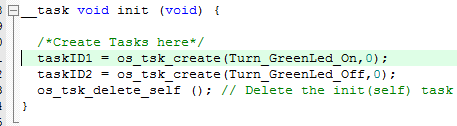 __task void init (void) {
/*Create Tasks here*/
taskID1 = os_tsk_create(Turn_GreenLed_On,0);
taskID2 = os_tsk_create(Turn_GreenLed_Off,0);
os_tsk_delete_self (); // Delete the init(self) task
}